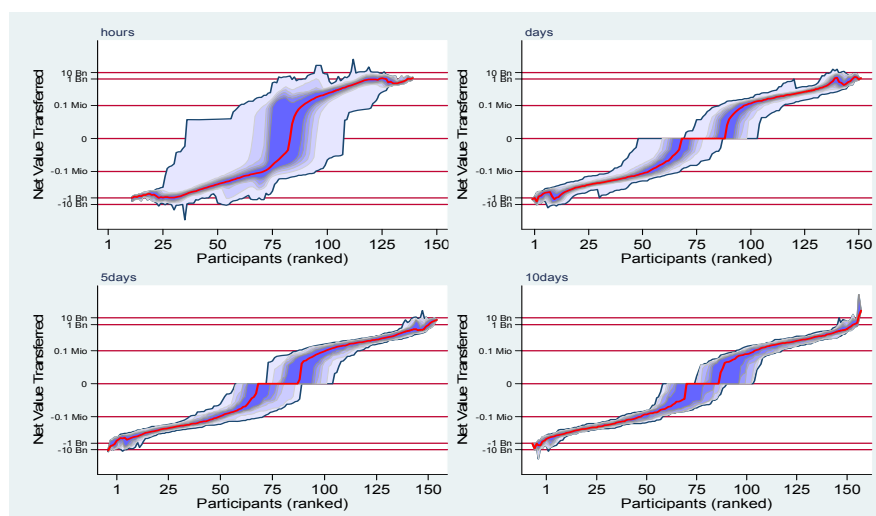 hours
Net Value Transferred
10 Bn
1 Bn
0.1 Mio
0
-0.1 Mio
-1 Bn
-10 Bn
1 25 50 75 100 125 150
Participants (ranked)
days
Net Value Transferred
10 Bn
1 Bn
0.1 Mio
0
-0.1 Mio
-1 Bn
-10 Bn
1 25 50 75 100 125 150
Participants (ranked)
5days
Net Value Transferred
10 Bn
1 Bn
0.1 Mio
0
-0.1 Mio
-1 Bn
-10 Bn
1 25 50 75 100 125 150
Participants (ranked)
10days
Net Value Transferred
10 Bn
1 Bn
0.1 Mio
0
-0.1 Mio
-1 Bn
-10 Bn
1 25 50 75 100 125 150
Participants (ranked)